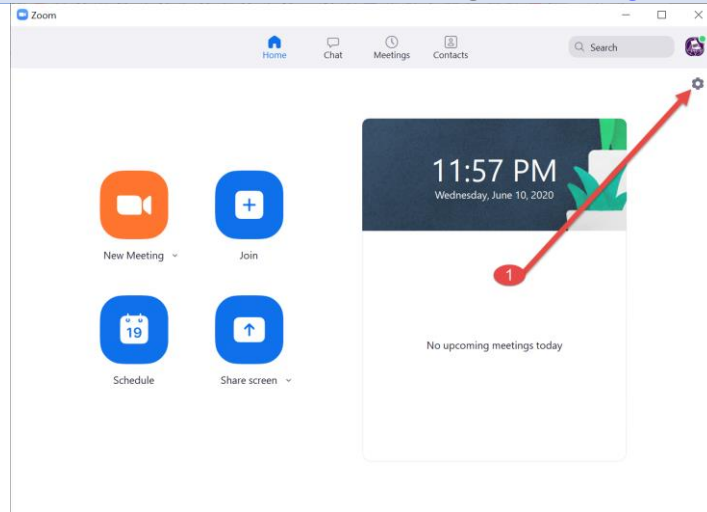 Zoom
Home
Chat
Meetings
Contacts
Search
11:57 PM
Wednesday, June 10, 2020
New Meeting
Join
1
19
No upcoming meetings today
Schedule
Share screen